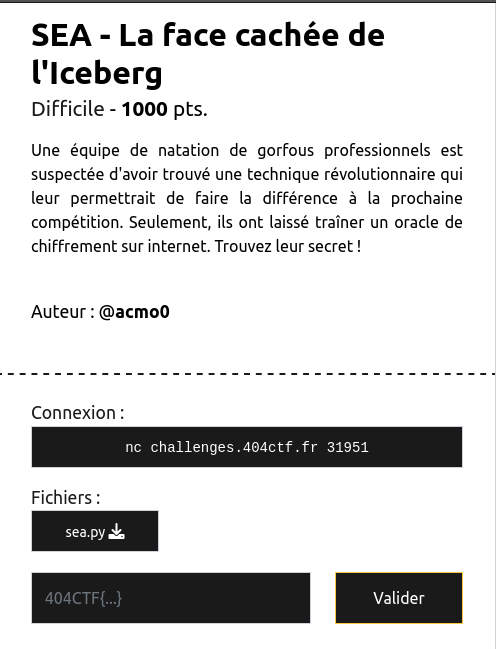 SEA - La face cachée de
l'Iceberg
Difficile - 1000 pts.
Une équipe de natation de gorfous professionnels est
suspectée d'avoir trouvé une technique révolutionnaire qui
leur permettrait de faire la différence à la prochaine
compétition. Seulement, ils ont laissé traîner un oracle de
chiffrement sur internet. Trouvez leur secret !
Auteur : @acmo0
Connexion :
nc challenges.404ctf.fr 31951
Fichiers :
sea.py
404CTF{...}
Valider